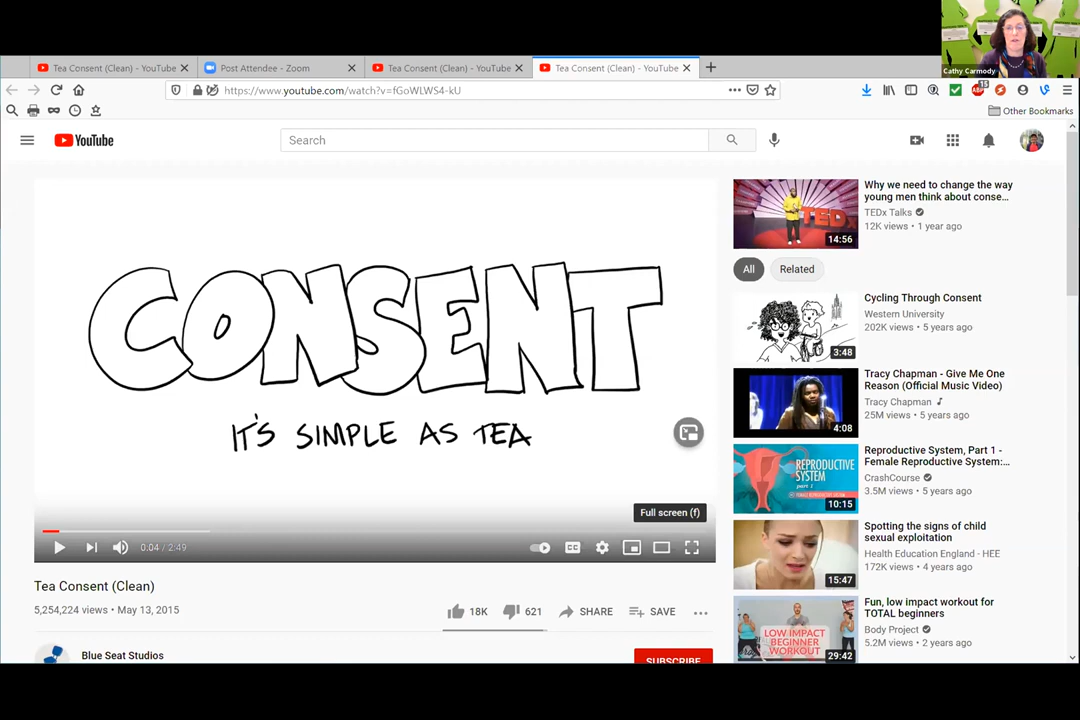 Cathy Carmody
Tea Consent (Clean) - YouTube
Post Attendee - Zoom
Tea Consent (Clean) - YouTube
Tea Consent (Clean) - YouTube
https://www.youtube.com/watch?v=fGoWLWS4-kU
15
Other Bookmarks
YouTube
Search
CONSENT
IT'S SIMPLE AS TEA
Full screen (f)
0:04 / 2:49
CC
Tea Consent (Clean)
5,254,224 views • May 13, 2015
18K
621
SHARE
SAVE
Blue Seat Studios
SUBSCRIBE
TEDx
14:56
Why we need to change the way
young men think about conse...
TEDx Talks
12K views • 1 year ago
All
Related
3:48
Cycling Through Consent
Western University
202K views • 5 years ago
4:08
Tracy Chapman - Give Me One
Reason (Official Music Video)
Tracy Chapman
25M views • 5 years ago
REPRODUCTIVE
SYSTEM
part 1
10:15
Reproductive System, Part 1 -
Female Reproductive System:...
CrashCourse
3.5M views • 5 years ago
15:47
Spotting the signs of child
sexual exploitation
Health Education England - HEE
172K views • 4 years ago
LOW IMPACT
BEGINNER
WORKOUT
29:42
Fun, low impact workout for
TOTAL beginners
Body Project
5.2M views • 2 years ago